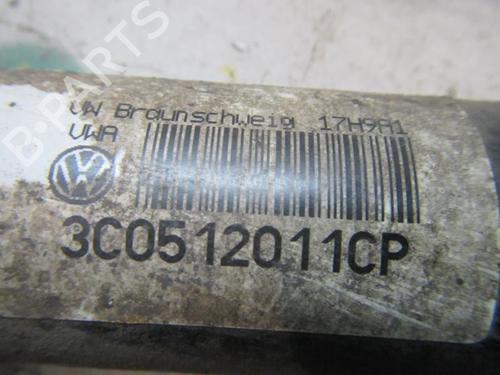 B-PARTS
VW Braunschweig 17H9A1
VWA
3C0512011CP